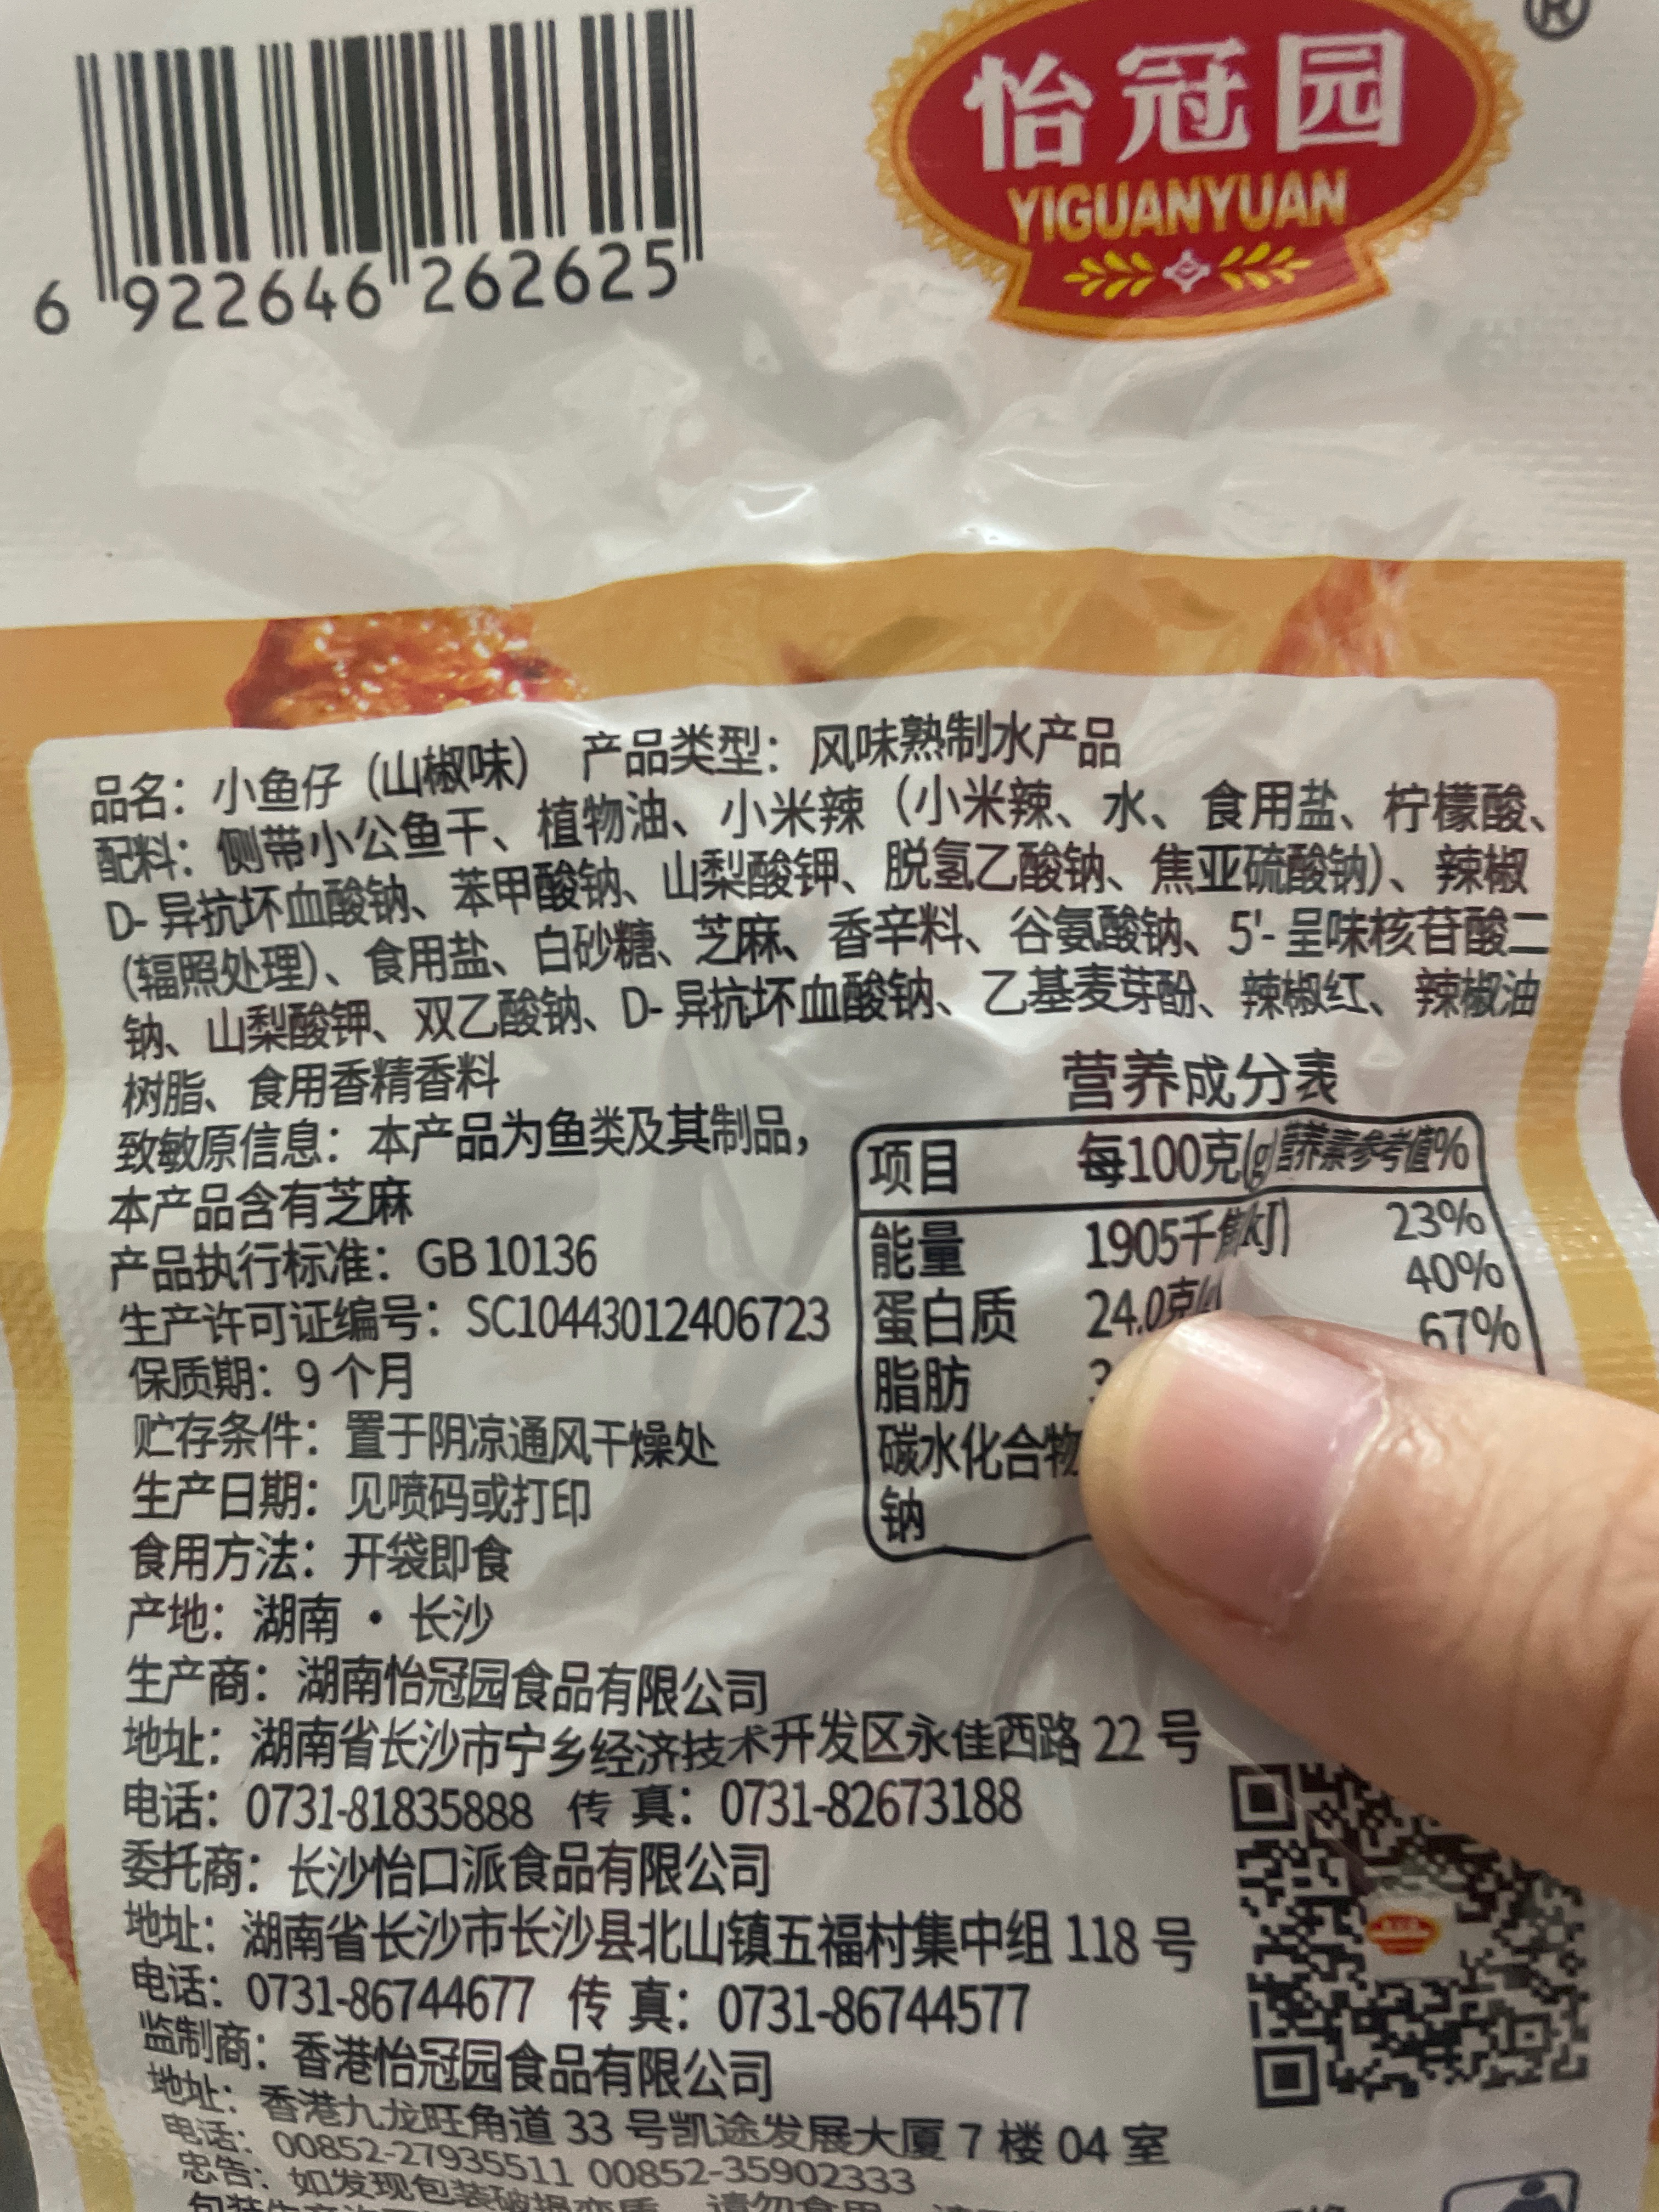 怡冠园
®
YIGUANYUAN
6 922646 262625
品名：小鱼仔（山椒味） 产品类型：风味熟制水产品
配料：侧带小公鱼干、植物油、小米辣（小米辣、水、食用盐、柠檬酸、
D-异抗坏血酸钠、苯甲酸钠、山梨酸钾、脱氢乙酸钠、焦亚硫酸钠）、辣椒
（辐照处理）、食用盐、白砂糖、芝麻、香辛料、谷氨酸钠、5'-呈味核苷酸二
钠、山梨酸钾、双乙酸钠、D-异抗坏血酸钠、乙基麦芽酚、辣椒红、辣椒油
树脂、食用香精香料
致敏原信息：本产品为鱼类及其制品，
本产品含有芝麻
产品执行标准：GB 10136
生产许可证编号：SC10443012406723
保质期：9个月
贮存条件：置于阴凉通风干燥处
生产日期：见喷码或打印
食用方法：开袋即食
产地：湖南·长沙
营养成分表
项目 每100克(g) 营养素参考值%
能量 1905千焦(kJ) 23%
蛋白质 24.0克 40%
脂肪 67%
碳水化合物
钠
生产商：湖南怡冠园食品有限公司
地址：湖南省长沙市宁乡经济技术开发区永佳西路22号
电话：0731-81835888 传真：0731-82673188
委托商：长沙怡口派食品有限公司
地址：湖南省长沙市长沙县北山镇五福村集中组118号
电话：0731-86744677 传真：0731-86744577
监制商：香港怡冠园食品有限公司
地址：香港九龙旺角道33号凯途发展大厦7楼04室
电话：00852-27935511 00852-35902333
忠告：如发现包装破损变质，请勿食用